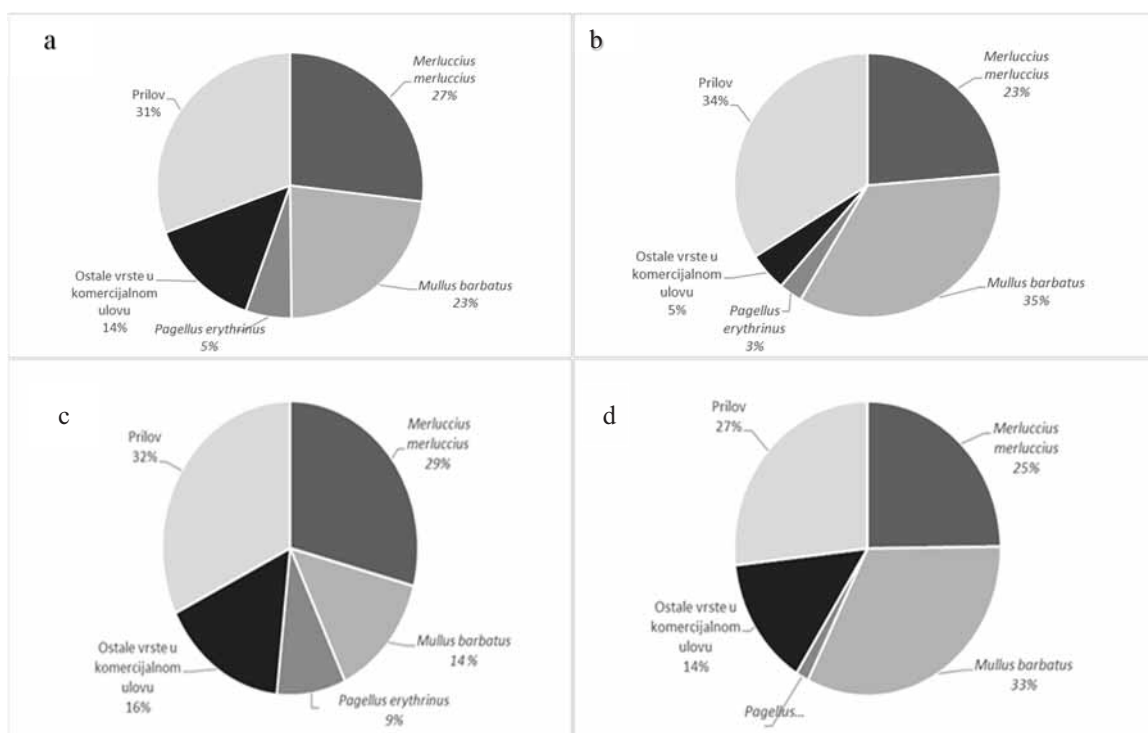 a
Merluccius
merluccius
27%
Prilov
31%
Ostale vrste u
komercijalnom
ulovu
14%
Pagellus erythrinus
5%
Mullus barbatus
23%
b
Merluccius
merluccius
23%
Prilov
34%
Ostale vrste u
komercijalnom
ulovu
5%
Pagellus
erythrinus
3%
Mullus barbatus
35%
c
Merluccius
merluccius
29%
Prilov
32%
Mullus barbatus
14 %
Ostale vrste u
komercijalnom
ulovu
16%
Pagellus erythrinus
9%
d
Prilov
27%
Merluccius
merluccius
25%
Ostale vrste u
komercijalnom
ulovu
14%
Mullus barbatus
33%
Pagellus...